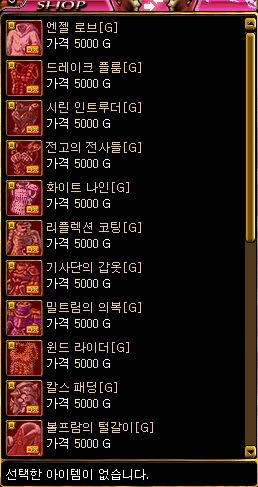 SHOP
엔젤 로브[G]
가격 5000 G
드레이크 플룸[G]
가격 5000 G
시린 인트루더[G]
가격 5000 G
전고의 전사들[G]
가격 5000 G
화이트 나인[G]
가격 5000 G
리플렉션 코팅[G]
가격 5000 G
기사단의 갑옷[G]
가격 5000 G
밀트림의 의복[G]
가격 5000 G
윈드 라이더[G]
가격 5000 G
칼스 패딩[G]
가격 5000 G
볼프람의 털갈이[G]
가격 5000 G
선택한 아이템이 없습니다.